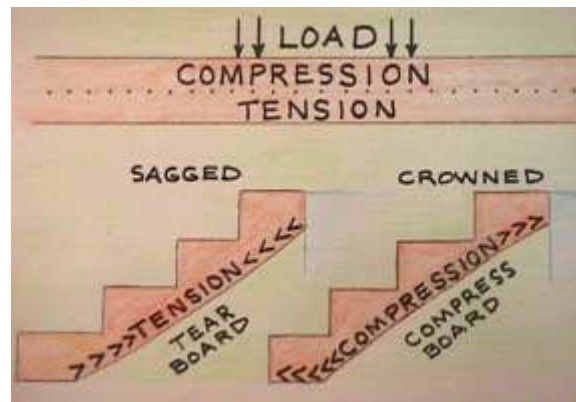 LOAD
COMPRESSION
TENSION
SAGGED
CROWNED
TENSION
TEAR
BOARD
COMPRESSION
COMPRESS
BOARD